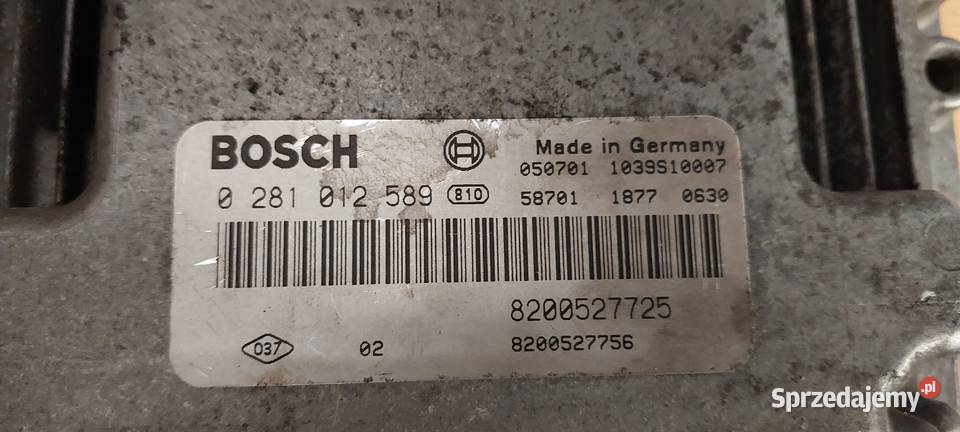 BOSCH
Made in Germany
050701 1039S10007
0 281 012 589 810
58701 1877 0630
8200527725
037 02
8200527756
Sprzedajemy.pl